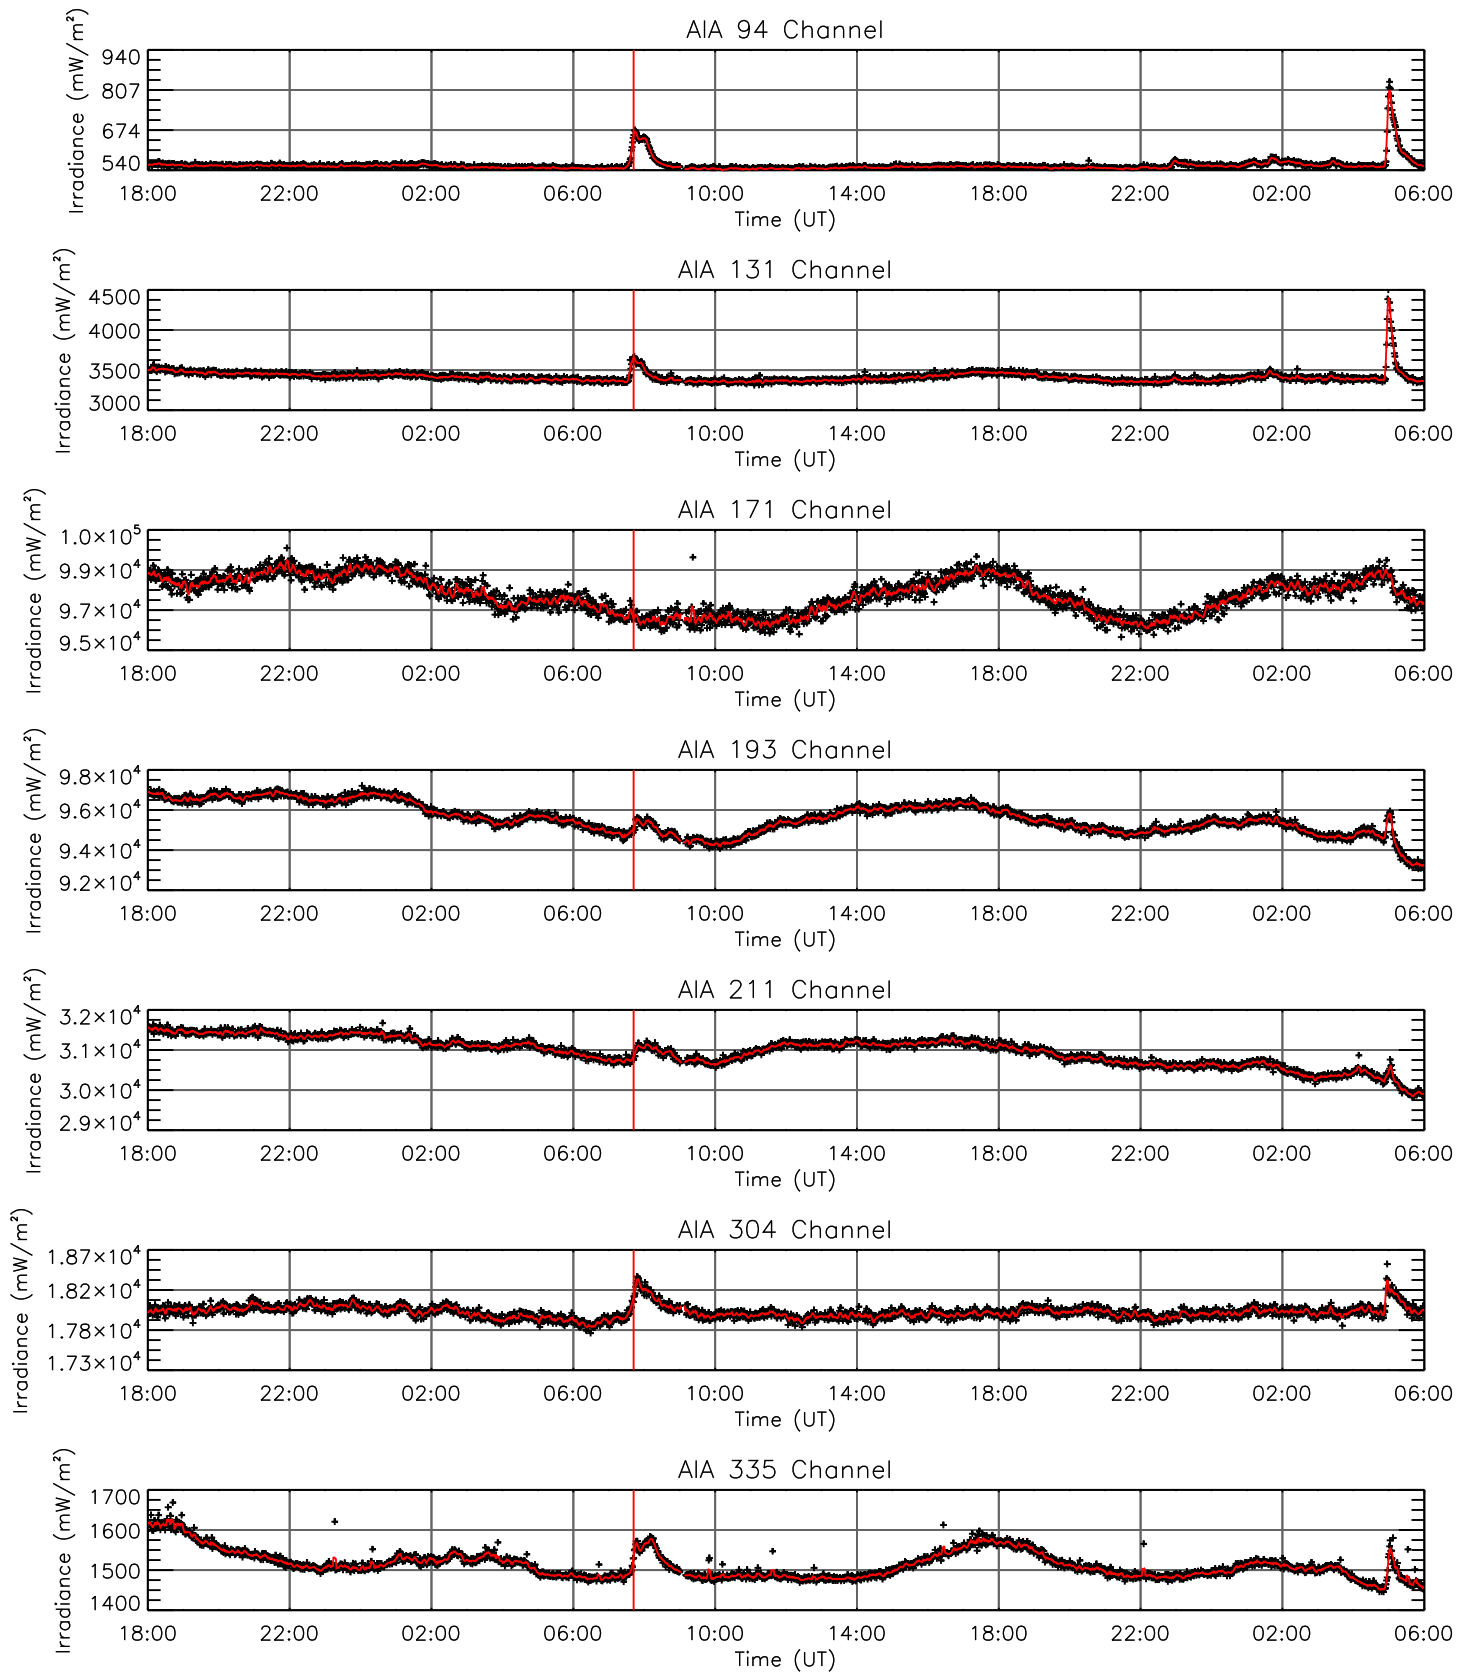 AIA 94 Channel
Irradiance (mW/m²)
940
807
674
540
18:00 22:00 02:00 06:00 10:00 14:00 18:00 22:00 02:00 06:00
Time (UT)
AIA 131 Channel
Irradiance (mW/m²)
4500
4000
3500
3000
18:00 22:00 02:00 06:00 10:00 14:00 18:00 22:00 02:00 06:00
Time (UT)
AIA 171 Channel
Irradiance (mW/m²)
1.0×10⁵
9.9×10⁴
9.7×10⁴
9.5×10⁴
18:00 22:00 02:00 06:00 10:00 14:00 18:00 22:00 02:00 06:00
Time (UT)
AIA 193 Channel
Irradiance (mW/m²)
9.8×10⁴
9.6×10⁴
9.4×10⁴
9.2×10⁴
18:00 22:00 02:00 06:00 10:00 14:00 18:00 22:00 02:00 06:00
Time (UT)
AIA 211 Channel
Irradiance (mW/m²)
3.2×10⁴
3.1×10⁴
3.0×10⁴
2.9×10⁴
18:00 22:00 02:00 06:00 10:00 14:00 18:00 22:00 02:00 06:00
Time (UT)
AIA 304 Channel
Irradiance (mW/m²)
1.87×10⁴
1.82×10⁴
1.78×10⁴
1.73×10⁴
18:00 22:00 02:00 06:00 10:00 14:00 18:00 22:00 02:00 06:00
Time (UT)
AIA 335 Channel
Irradiance (mW/m²)
1700
1600
1500
1400
18:00 22:00 02:00 06:00 10:00 14:00 18:00 22:00 02:00 06:00
Time (UT)